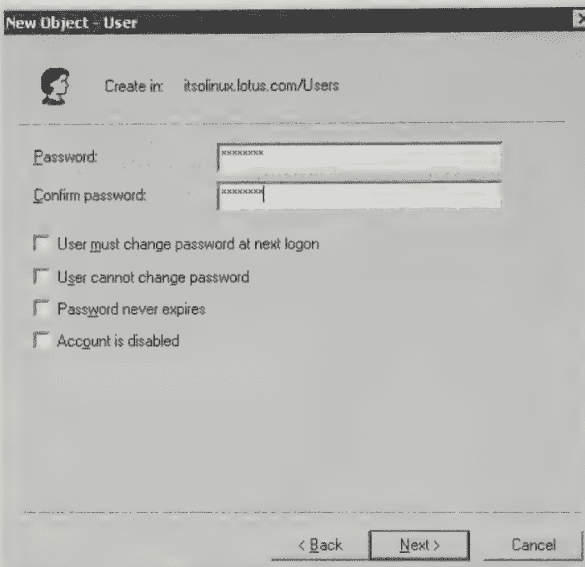 New Object - User
Create in: itsolinux.lotus.com/Users
Password: ********
Confirm password: ********
User must change password at next logon
User cannot change password
Password never expires
Account is disabled
< Back Next > Cancel